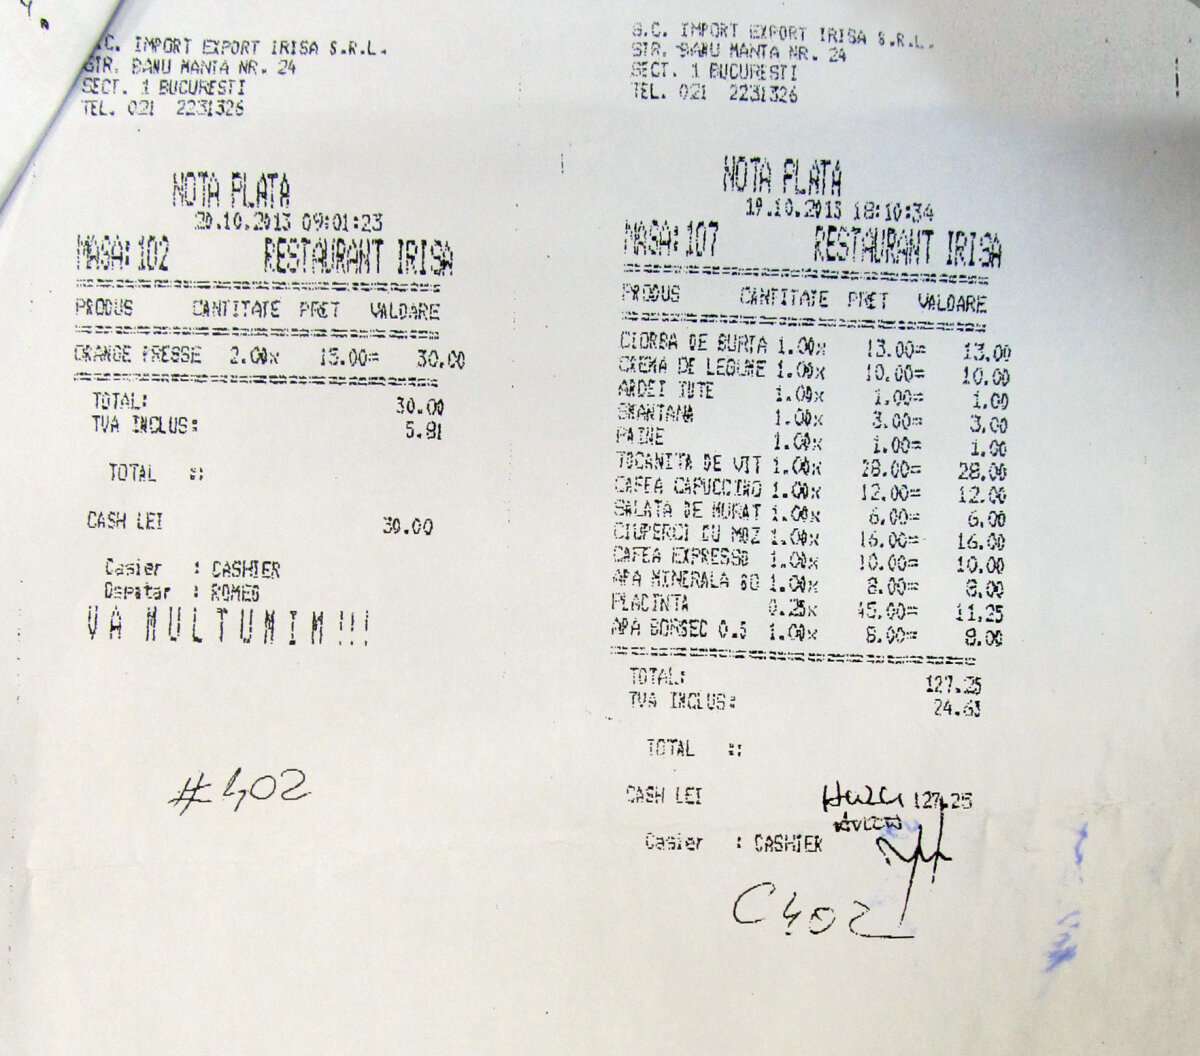 S.C. IMPORT EXPORT IRISA S.R.L.
STR. BANU MANTA NR. 24
SECT. 1 BUCURESTI
TEL. 021 2231326
NOTA PLATA
20.10.2013 09:01:23
MASA:102 RESTAURANT IRISA
PRODUS CANTITATE PRET VALOARE
ORANGE PRESSE 2.00x 15.00= 30.00
TOTAL: 30.00
TVA INCLUS: 5.81
TOTAL ::
CASH LEI 30.00
Casier : CASHIER
Ospatar : ROMEO
VA MULTUMIM!!!
#402
S.C. IMPORT EXPORT IRISA S.R.L.
STR. BANU MANTA NR. 24
SECT. 1 BUCURESTI
TEL. 021 2231326
NOTA PLATA
19.10.2013 18:10:34
MASA:107 RESTAURANT IRISA
PRODUS CANTITATE PRET VALOARE
CIORBA DE BURTA 1.00x 13.00= 13.00
CREMA DE LEGUME 1.00x 10.00= 10.00
ARDEI IUTE 1.00x 1.00= 1.00
SMANTANA 1.00x 3.00= 3.00
PAINE 1.00x 1.00= 1.00
TOCANITA DE VIT 1.00x 28.00= 28.00
CAFEA CAPUCCINO 1.00x 12.00= 12.00
SALATA DE MURAT 1.00x 6.00= 6.00
CIUPERCI CU MOZ 1.00x 16.00= 16.00
CAFEA EXPRESSO 1.00x 10.00= 10.00
APA MINERALA BO 1.00x 8.00= 8.00
PLACINTA 0.25x 45.00= 11.25
APA BORSEC 0.5 1.00x 8.00= 8.00
TOTAL: 127.25
TVA INCLUS: 24.63
TOTAL ::
CASH LEI 127.25
Casier : CASHIER
C402